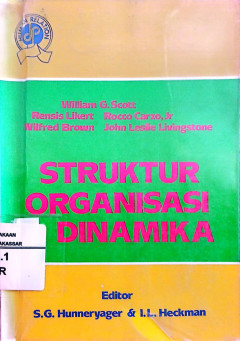 William G. Scott
Rensis Likert Rocco Carzo, Jr
Wilfred Brown John Leslie Livingstone
STRUKTUR
ORGANISASI
DINAMIKA
AKAAN
AKASSAR
.1
R
Editor
S.G. Hunneryager & I.L. Heckman